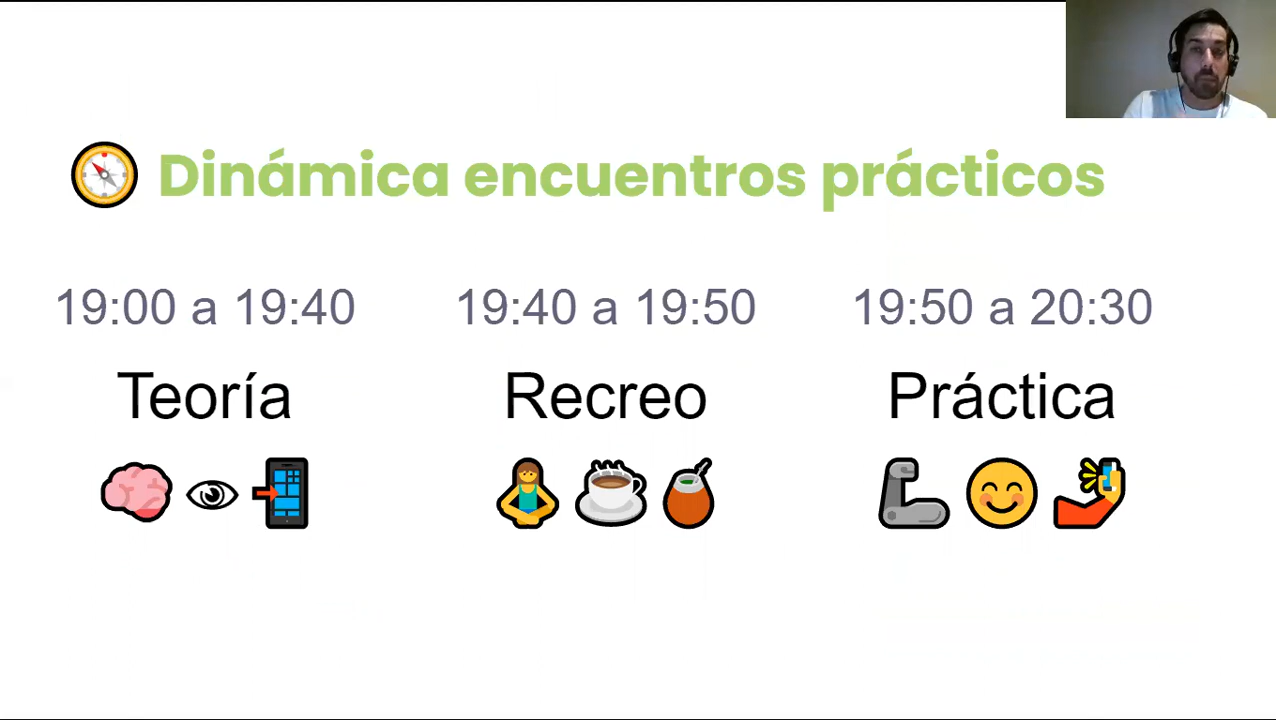 Dinámica encuentros prácticos
19:00 a 19:40
19:40 a 19:50
19:50 a 20:30
Teoría
Recreo
Práctica